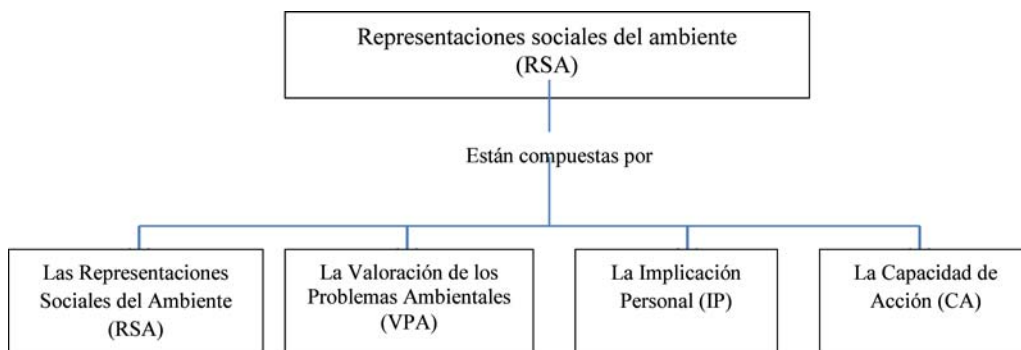 Representaciones sociales del ambiente
(RSA)
Están compuestas por
Las Representaciones
Sociales del Ambiente
(RSA)
La Valoración de los
Problemas Ambientales
(VPA)
La Implicación
Personal (IP)
La Capacidad de
Acción (CA)